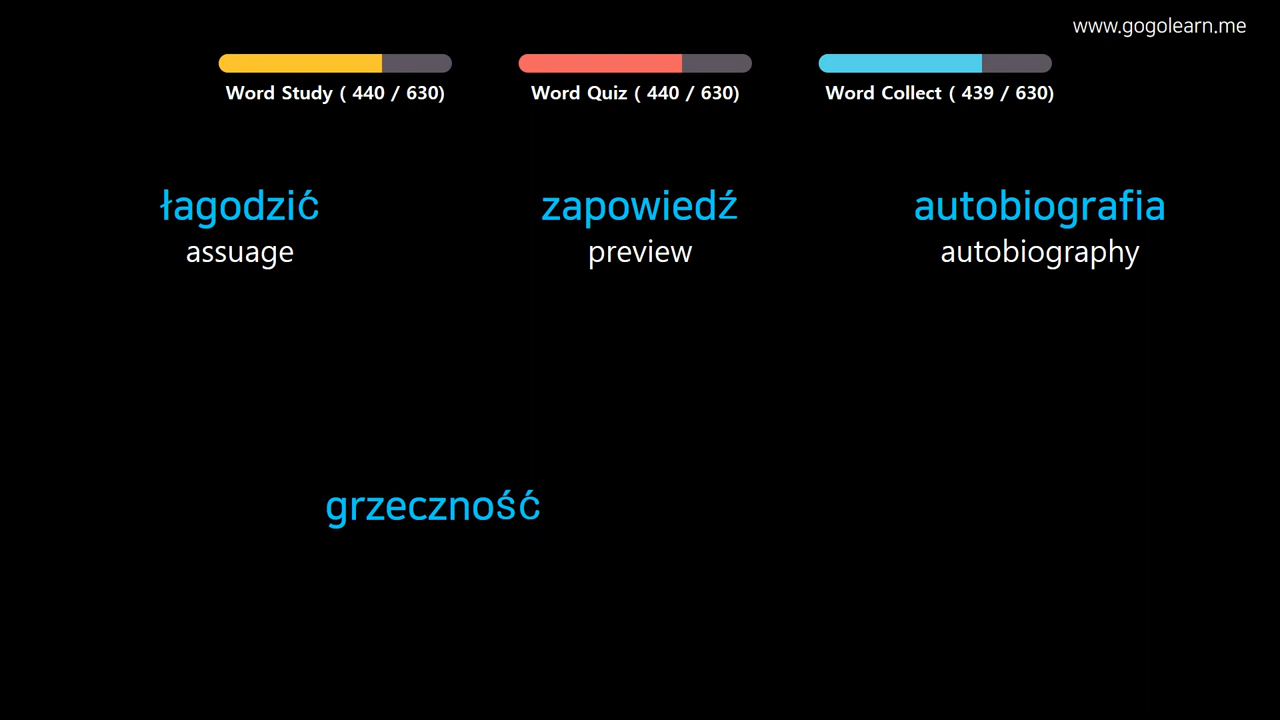 www.gogolearn.me
Word Study ( 440 / 630)
Word Quiz ( 440 / 630)
Word Collect ( 439 / 630)
łagodzić
assuage
zapowiedź
preview
autobiografia
autobiography
grzeczność